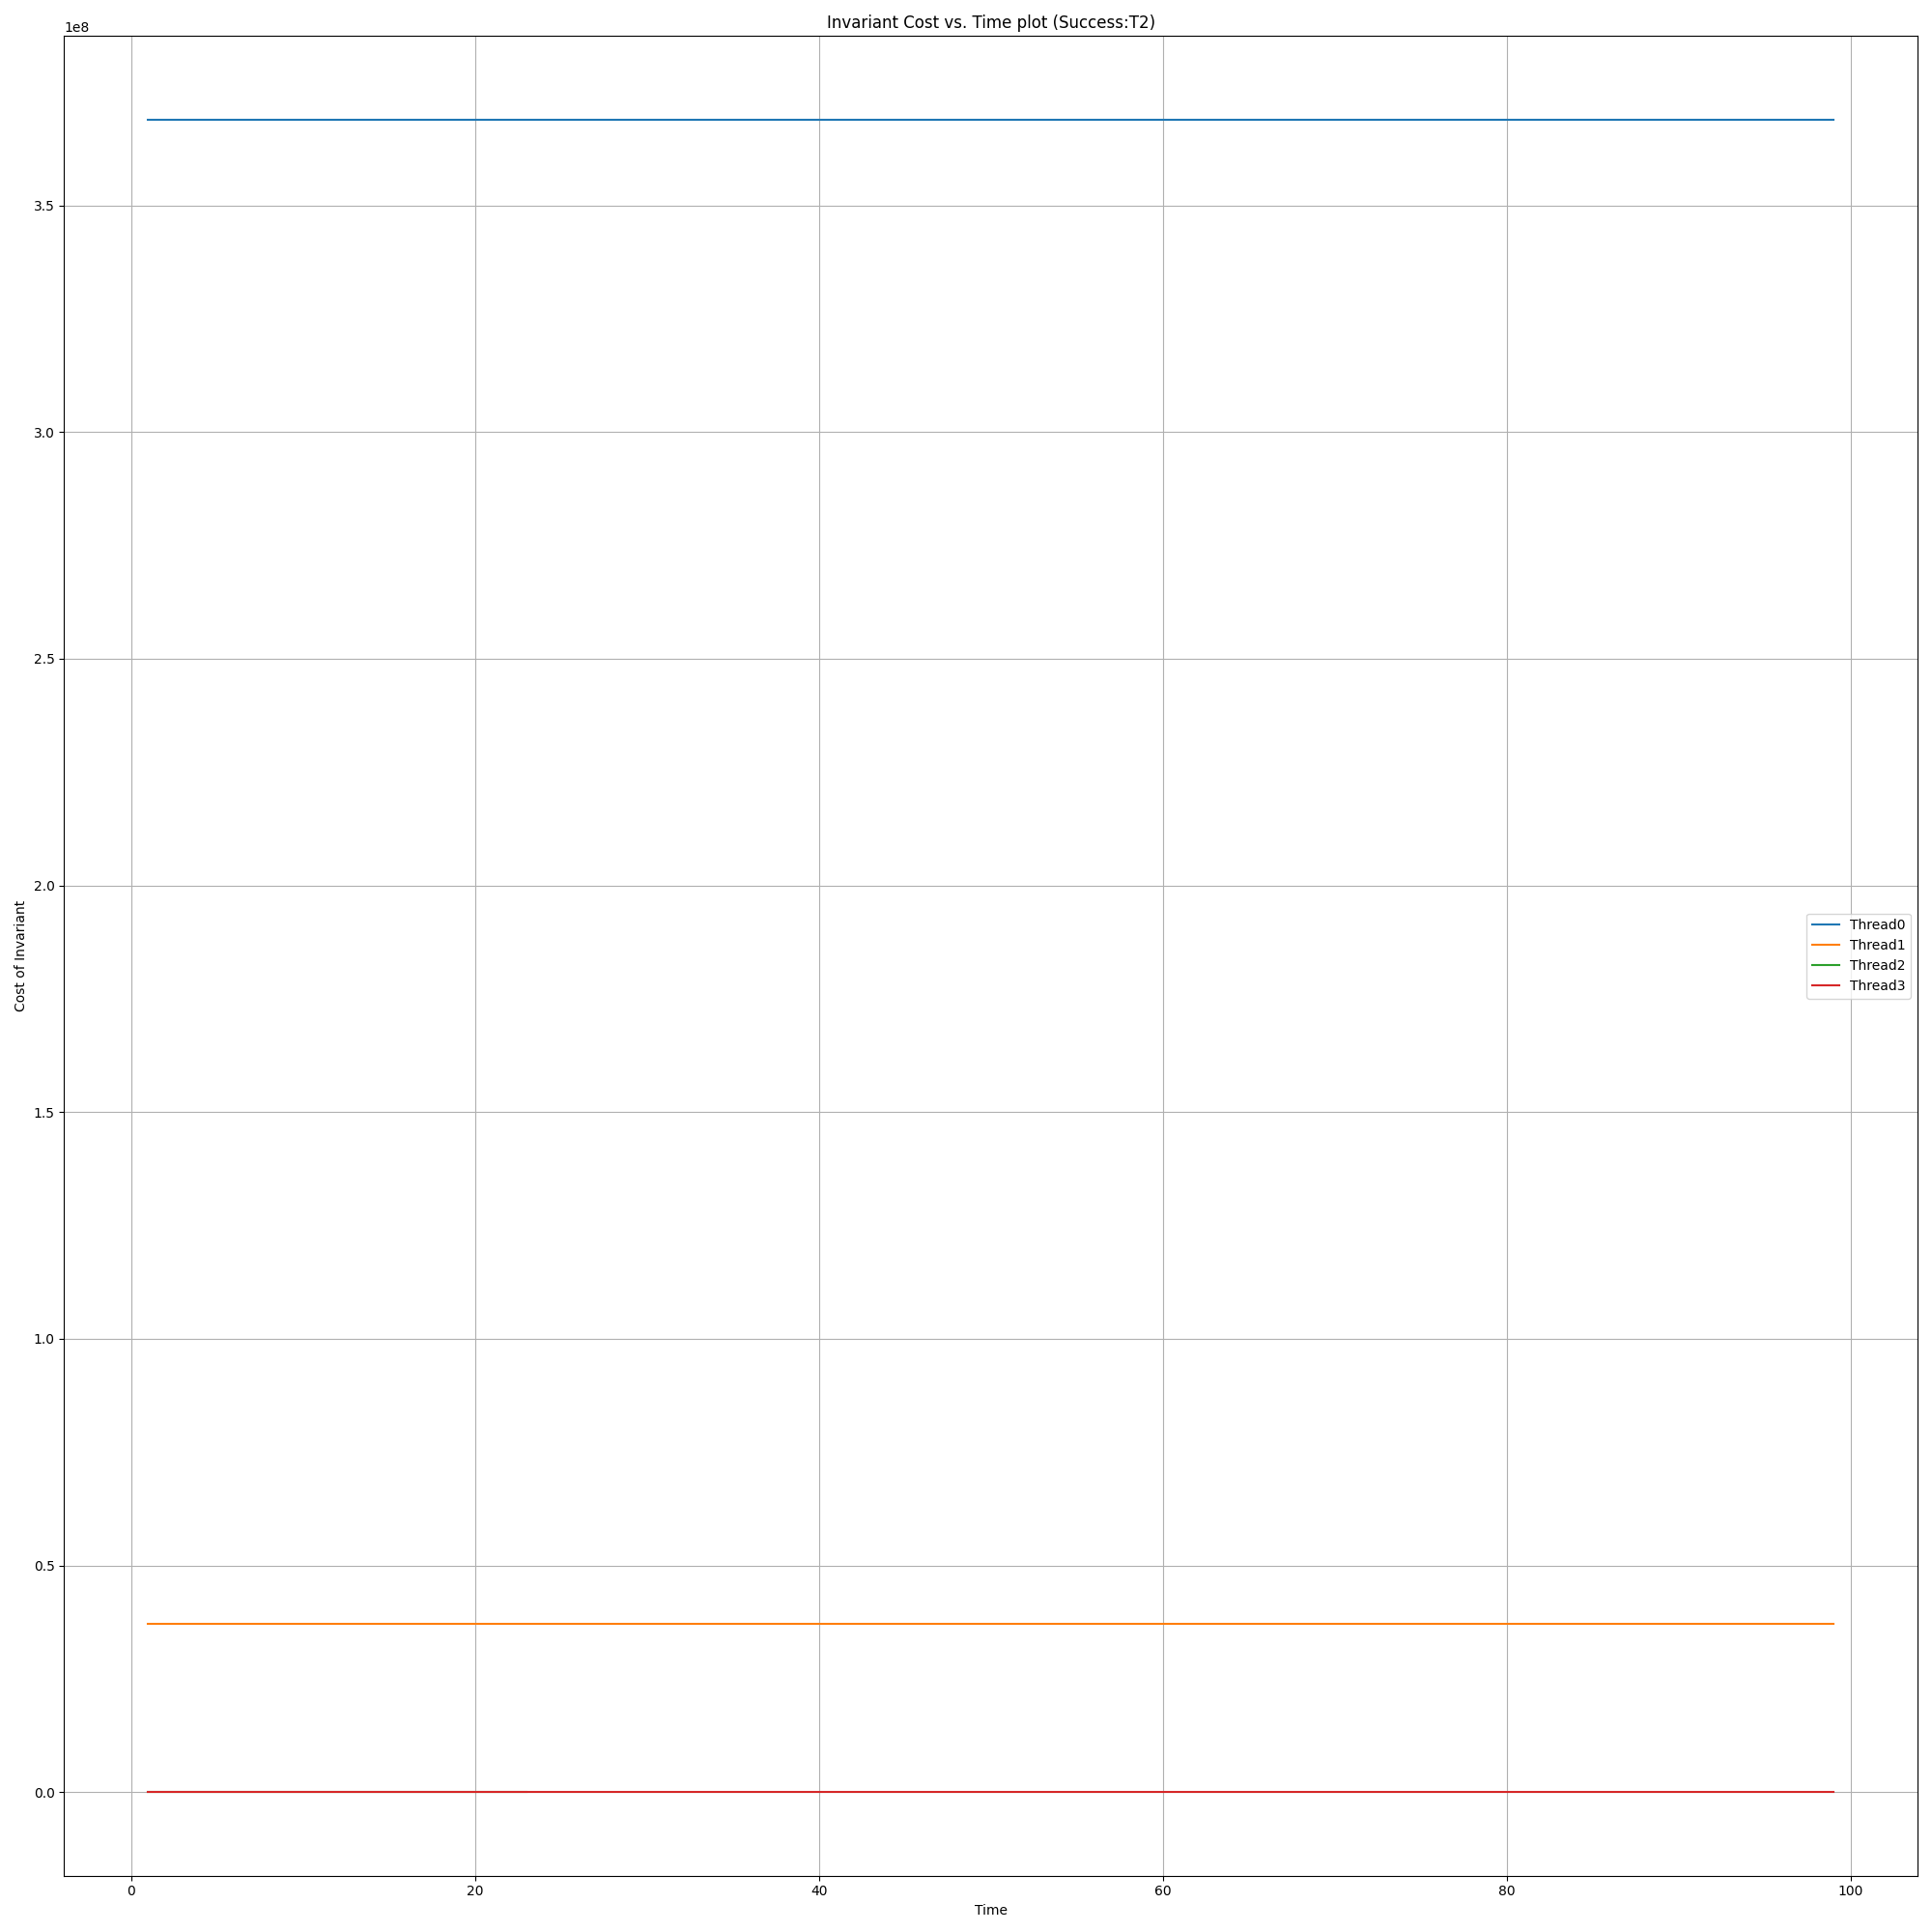 Invariant Cost vs. Time plot (Success:T2)
1e8
3.5
3.0
2.5
2.0
1.5
1.0
0.5
0.0
Cost of Invariant
Thread0
Thread1
Thread2
Thread3
0 20 40 60 80 100
Time